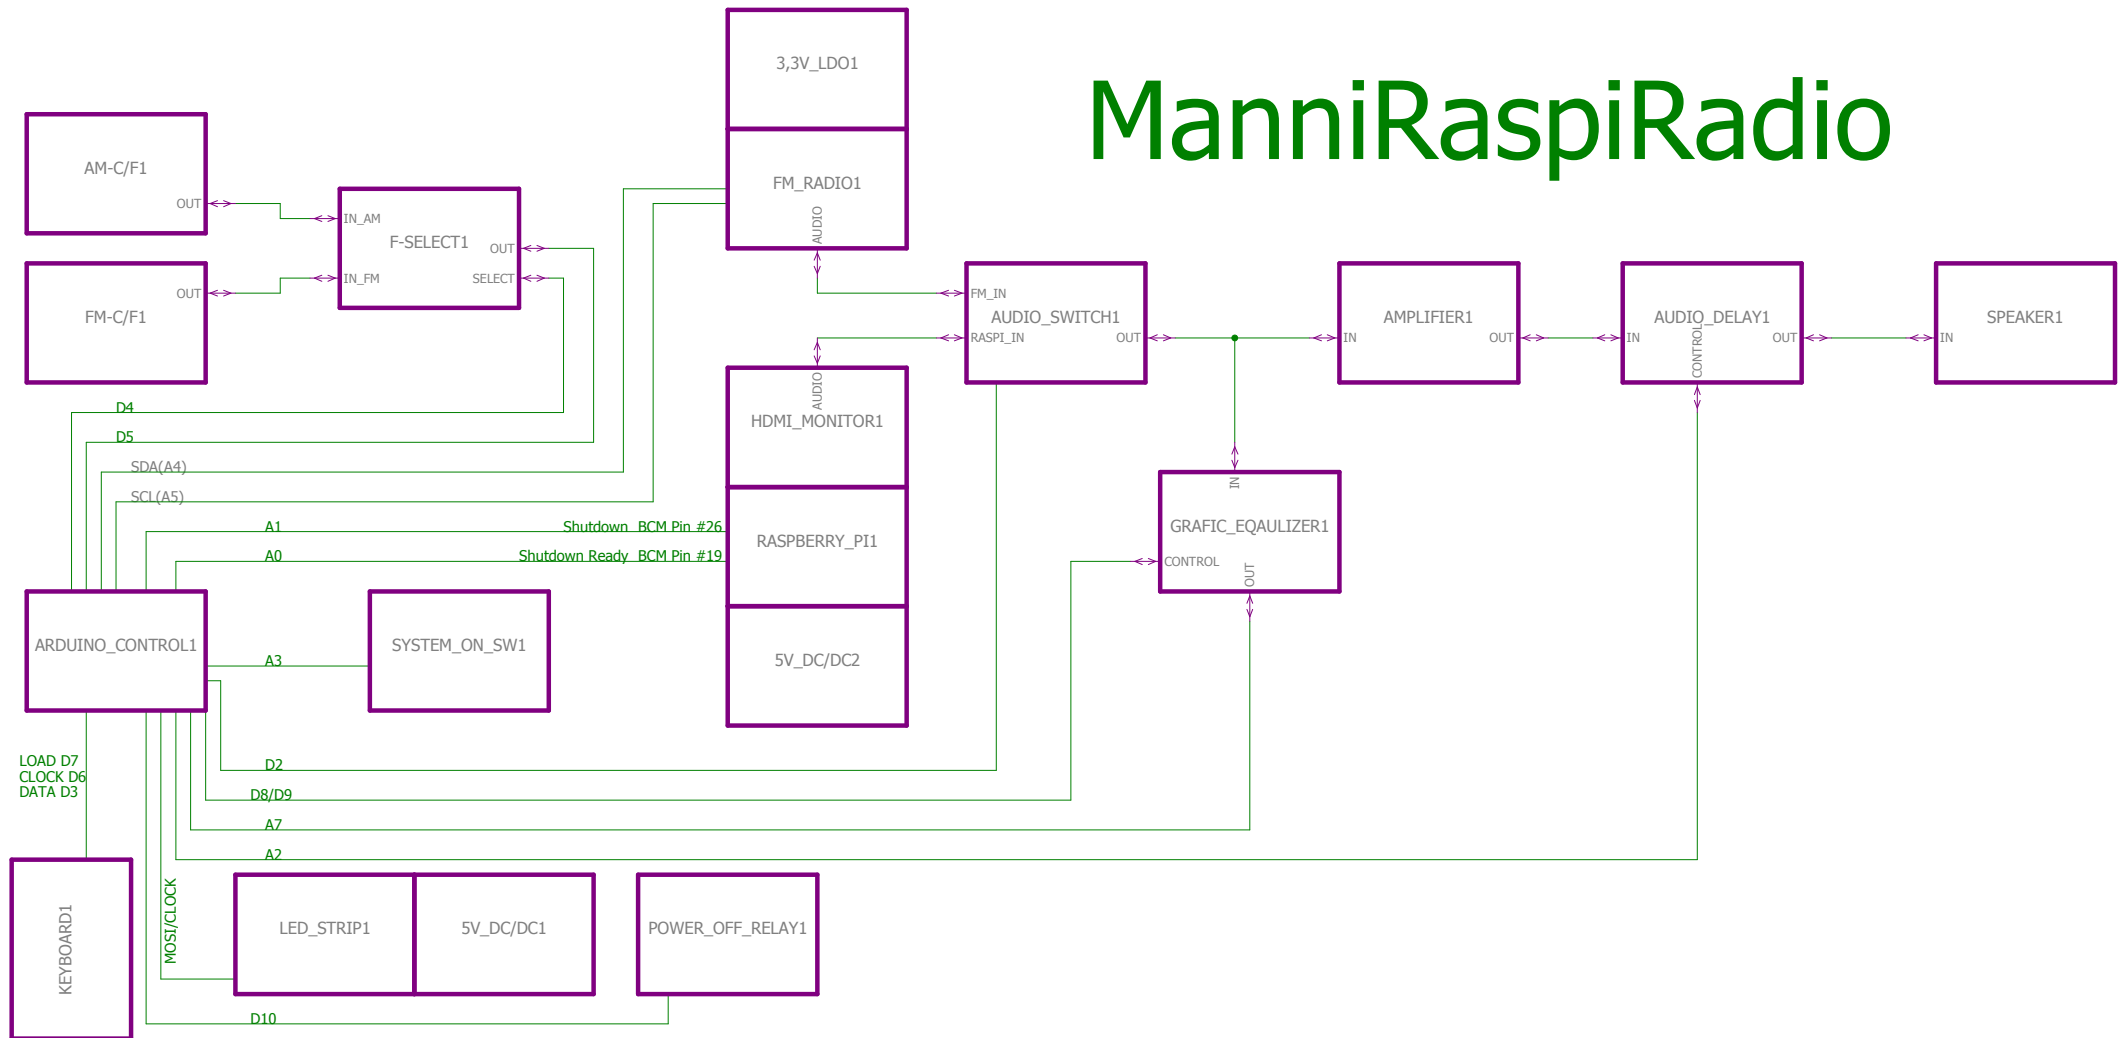 ManniRaspiRadio
3,3V_LDO1
AM-C/F1
OUT
FM_RADIO1
AUDIO
IN_AM
F-SELECT1
OUT
IN_FM
SELECT
FM-C/F1
OUT
FM_IN
AUDIO_SWITCH1
RASPI_IN
OUT
AMPLIFIER1
IN
OUT
AUDIO_DELAY1
IN
CONTROL
OUT
SPEAKER1
IN
AUDIO
HDMI_MONITOR1
D4
D5
SDA(A4)
SCL(A5)
A1
Shutdown BCM Pin #26
A0
Shutdown Ready BCM Pin #19
RASPBERRY_PI1
IN
GRAFIC_EQAULIZER1
CONTROL
OUT
ARDUINO_CONTROL1
A3
SYSTEM_ON_SW1
5V_DC/DC2
LOAD D7
CLOCK D6
DATA D3
D2
D8/D9
A7
A2
KEYBOARD1
MOSI/CLOCK
LED_STRIP1
5V_DC/DC1
POWER_OFF_RELAY1
D10